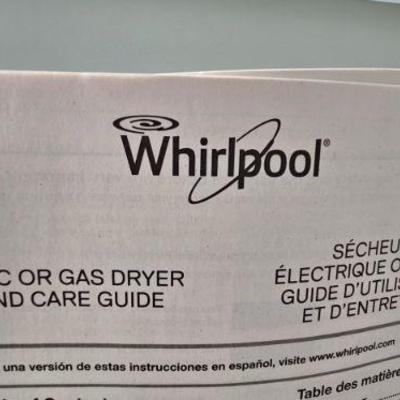 Whirlpool®
C OR GAS DRYER
ND CARE GUIDE
SÉCHEU
ÉLECTRIQUE O
GUIDE D'UTILIS
ET D'ENTRE
una versión de estas instrucciones en español, visite www.whirlpool.com
Table des matière